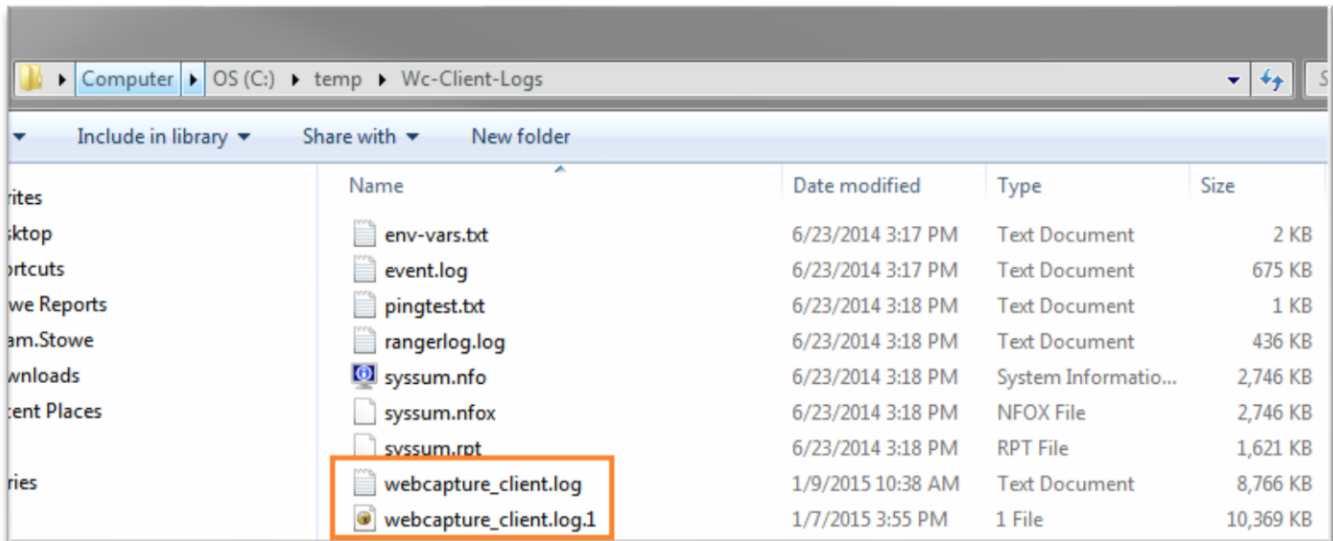 Computer OS (C:) temp Wc-Client-Logs S
Include in library Share with New folder
Name Date modified Type Size
rites
sktop
ortcuts
we Reports
am.Stowe
wnloads
cent Places
ries
env-vars.txt 6/23/2014 3:17 PM Text Document 2 KB
event.log 6/23/2014 3:17 PM Text Document 675 KB
pingtest.txt 6/23/2014 3:18 PM Text Document 1 KB
rangerlog.log 6/23/2014 3:18 PM Text Document 436 KB
syssum.nfo 6/23/2014 3:18 PM System Informatio... 2,746 KB
syssum.nfox 6/23/2014 3:18 PM NFOX File 2,746 KB
syssum.rpt 6/23/2014 3:18 PM RPT File 1,621 KB
webcapture_client.log 1/9/2015 10:38 AM Text Document 8,766 KB
webcapture_client.log.1 1/7/2015 3:55 PM 1 File 10,369 KB